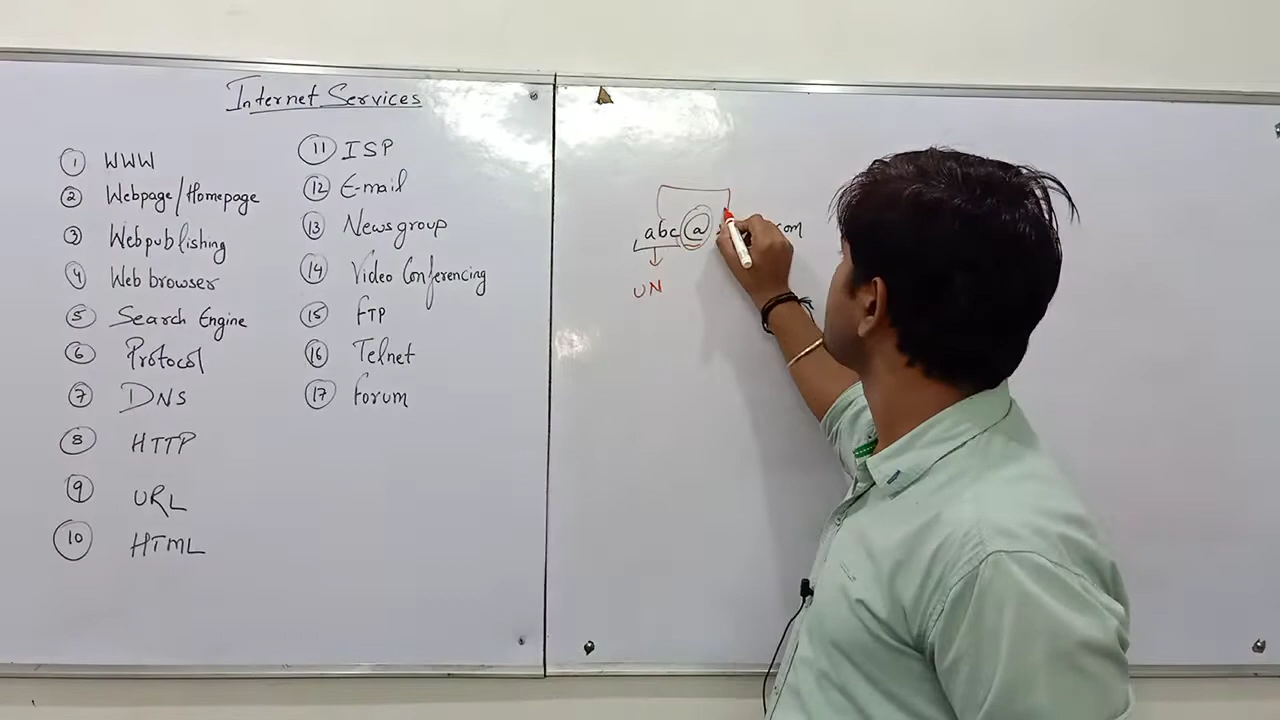 Internet Services
1 WWW
2 Webpage/Homepage
3 Webpublishing
4 Web browser
5 Search Engine
6 Protocol
7 DNS
8 HTTP
9 URL
10 HTML
11 ISP
12 E-mail
13 Newsgroup
14 Video Conferencing
15 FTP
16 Telnet
17 Forum
abc@
UN